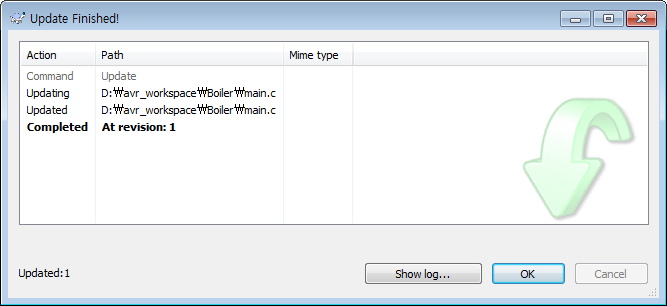 Update Finished!
Action Path Mime type
Command Update
Updating D:₩avr_workspace₩Boiler₩main.c
Updated D:₩avr_workspace₩Boiler₩main.c
Completed At revision: 1
Updated:1 Show log... OK Cancel